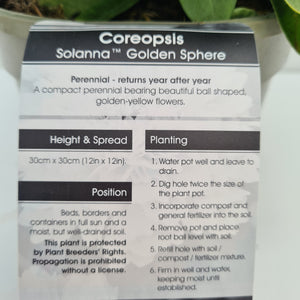 Coreopsis
Solanna™ Golden Sphere
Perennial - returns year after year
A compact perennial bearing beautiful ball shaped,
golden-yellow flowers.
Height & Spread
30cm x 30cm (12in x 12in).
Position
Beds, borders and
containers in full sun and a
moist, but well-drained soil.
This plant is protected
by Plant Breeders' Rights.
Propagation is prohibited
without a license.
Planting
1. Water pot well and leave to
drain.
2. Dig hole twice the size of
the plant pot.
3. Incorporate compost and
general fertilizer into the soil.
4. Remove pot and place
root ball level with soil.
5. Refill hole with soil /
compost / fertilizer mixture.
6. Firm in well and water,
keeping moist until
established.